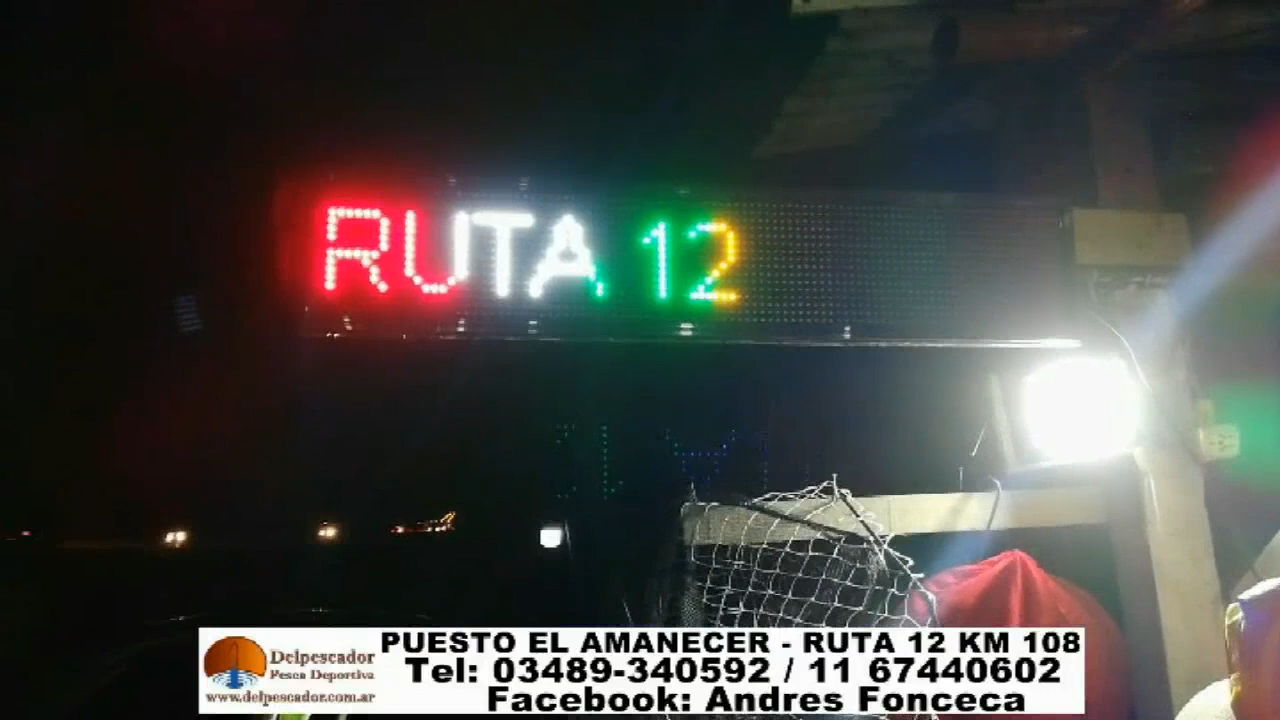 RUTA 12
Delpescador
Pesca Deportiva
www.delpescador.com.ar
PUESTO EL AMANECER - RUTA 12 KM 108
Tel: 03489-340592 / 11 67440602
Facebook: Andres Fonceca